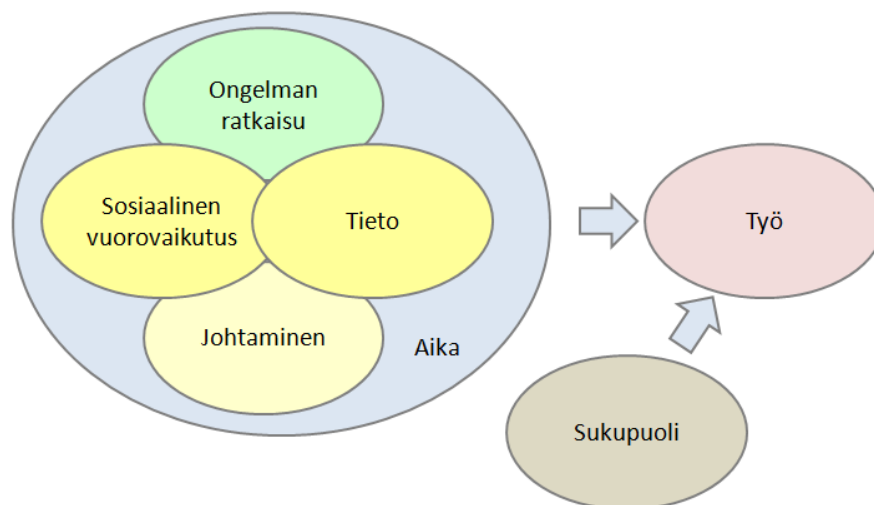 Ongelman
ratkaisu
Sosiaalinen
vuorovaikutus
Tieto
Työ
Johtaminen
Aika
Sukupuoli